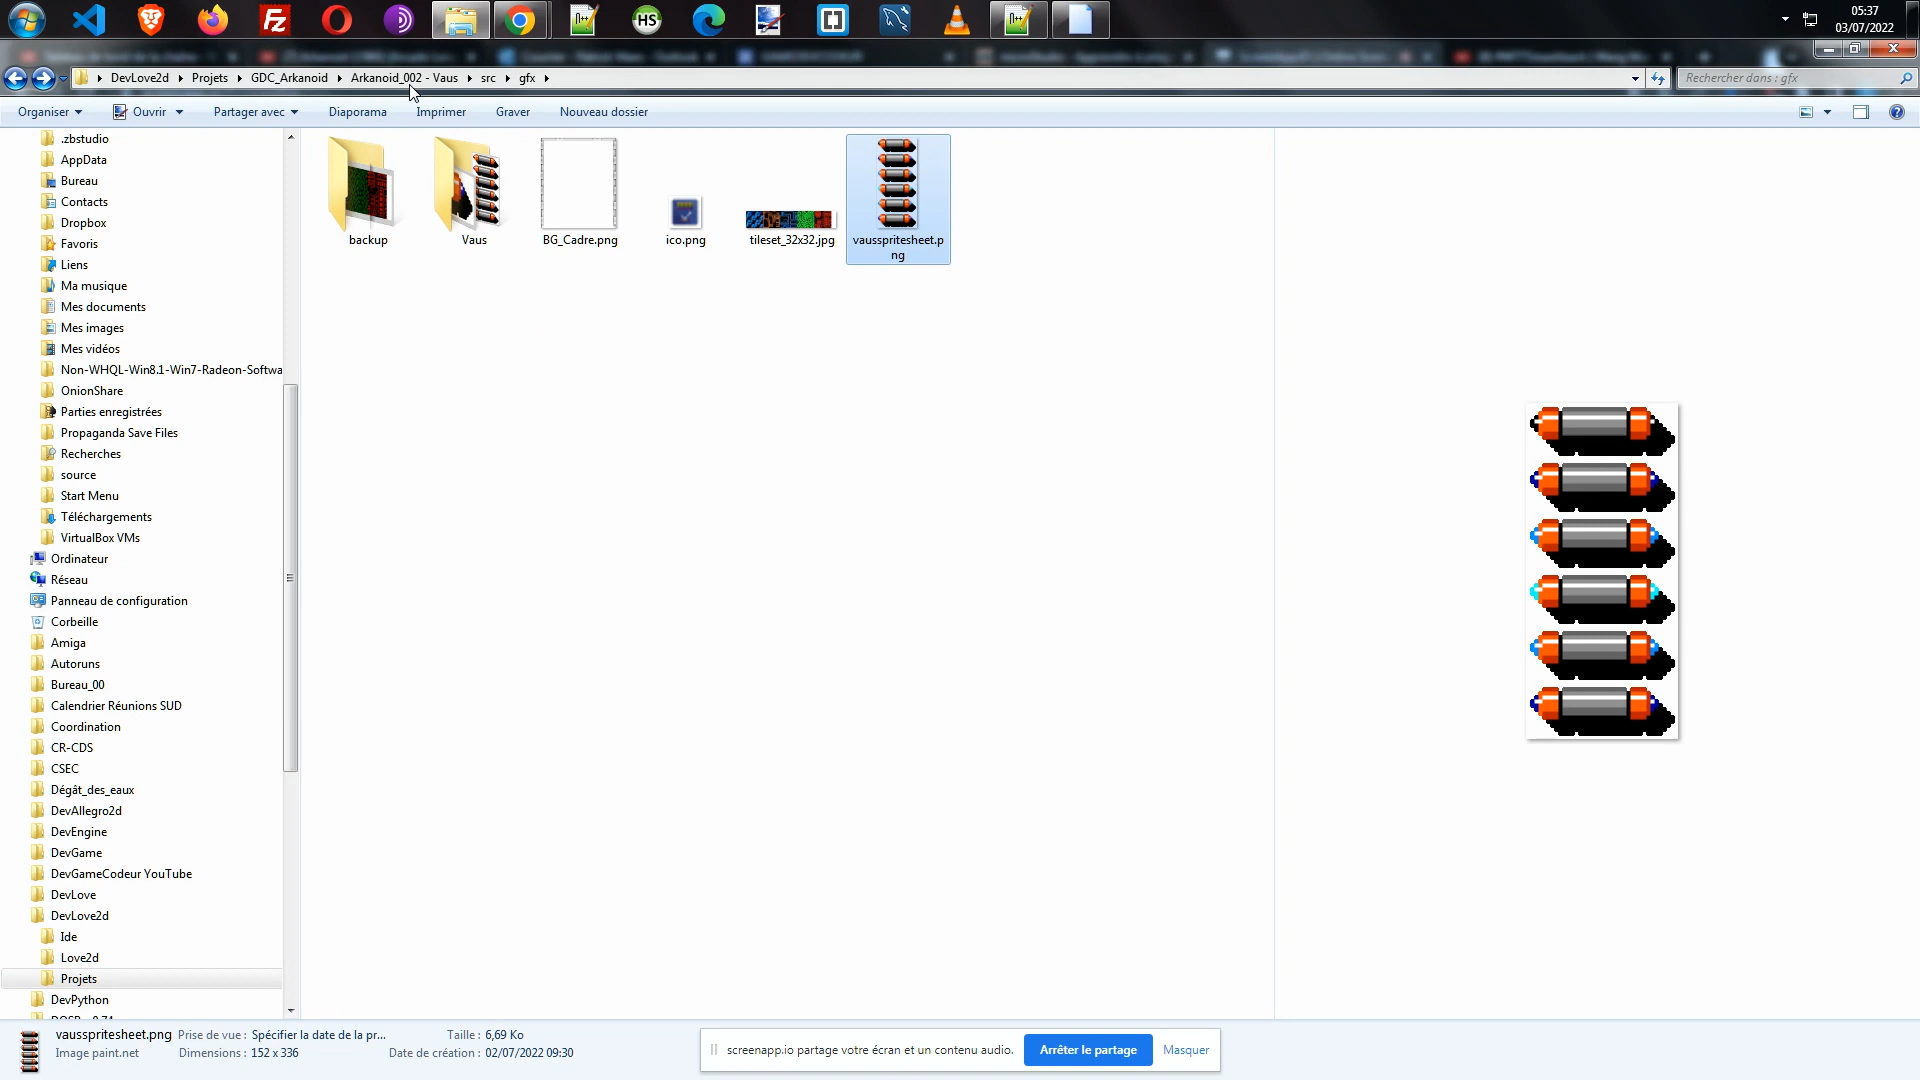 05:37
03/07/2022
DevLove2d
Projets
GDC_Arkanoid
Arkanoid_002 - Vaus
src
gfx
Rechercher dans : gfx
Organiser
Ouvrir
Partager avec
Diaporama
Imprimer
Graver
Nouveau dossier
.zbstudio
AppData
Bureau
Contacts
Dropbox
Favoris
Liens
Ma musique
Mes documents
Mes images
Mes vidéos
Non-WHQL-Win8.1-Win7-Radeon-Softwa
OnionShare
Parties enregistrées
Propaganda Save Files
Recherches
source
Start Menu
Téléchargements
VirtualBox VMs
Ordinateur
Réseau
Panneau de configuration
Corbeille
Amiga
Autoruns
Bureau_00
Calendrier Réunions SUD
Coordination
CR-CDS
CSEC
Dégât_des_eaux
DevAllegro2d
DevEngine
DevGame
DevGameCodeur YouTube
DevLove
DevLove2d
Ide
Love2d
Projets
DevPython
backup
Vaus
BG_Cadre.png
ico.png
tileset_32x32.jpg
vausspritesheet.p
ng
vausspritesheet.png
Prise de vue : Spécifier la date de la pr...
Taille : 6,69 Ko
Image paint.net
Dimensions : 152 x 336
Date de création : 02/07/2022 09:30
screenapp.io partage votre écran et un contenu audio.
Arrêter le partage
Masquer